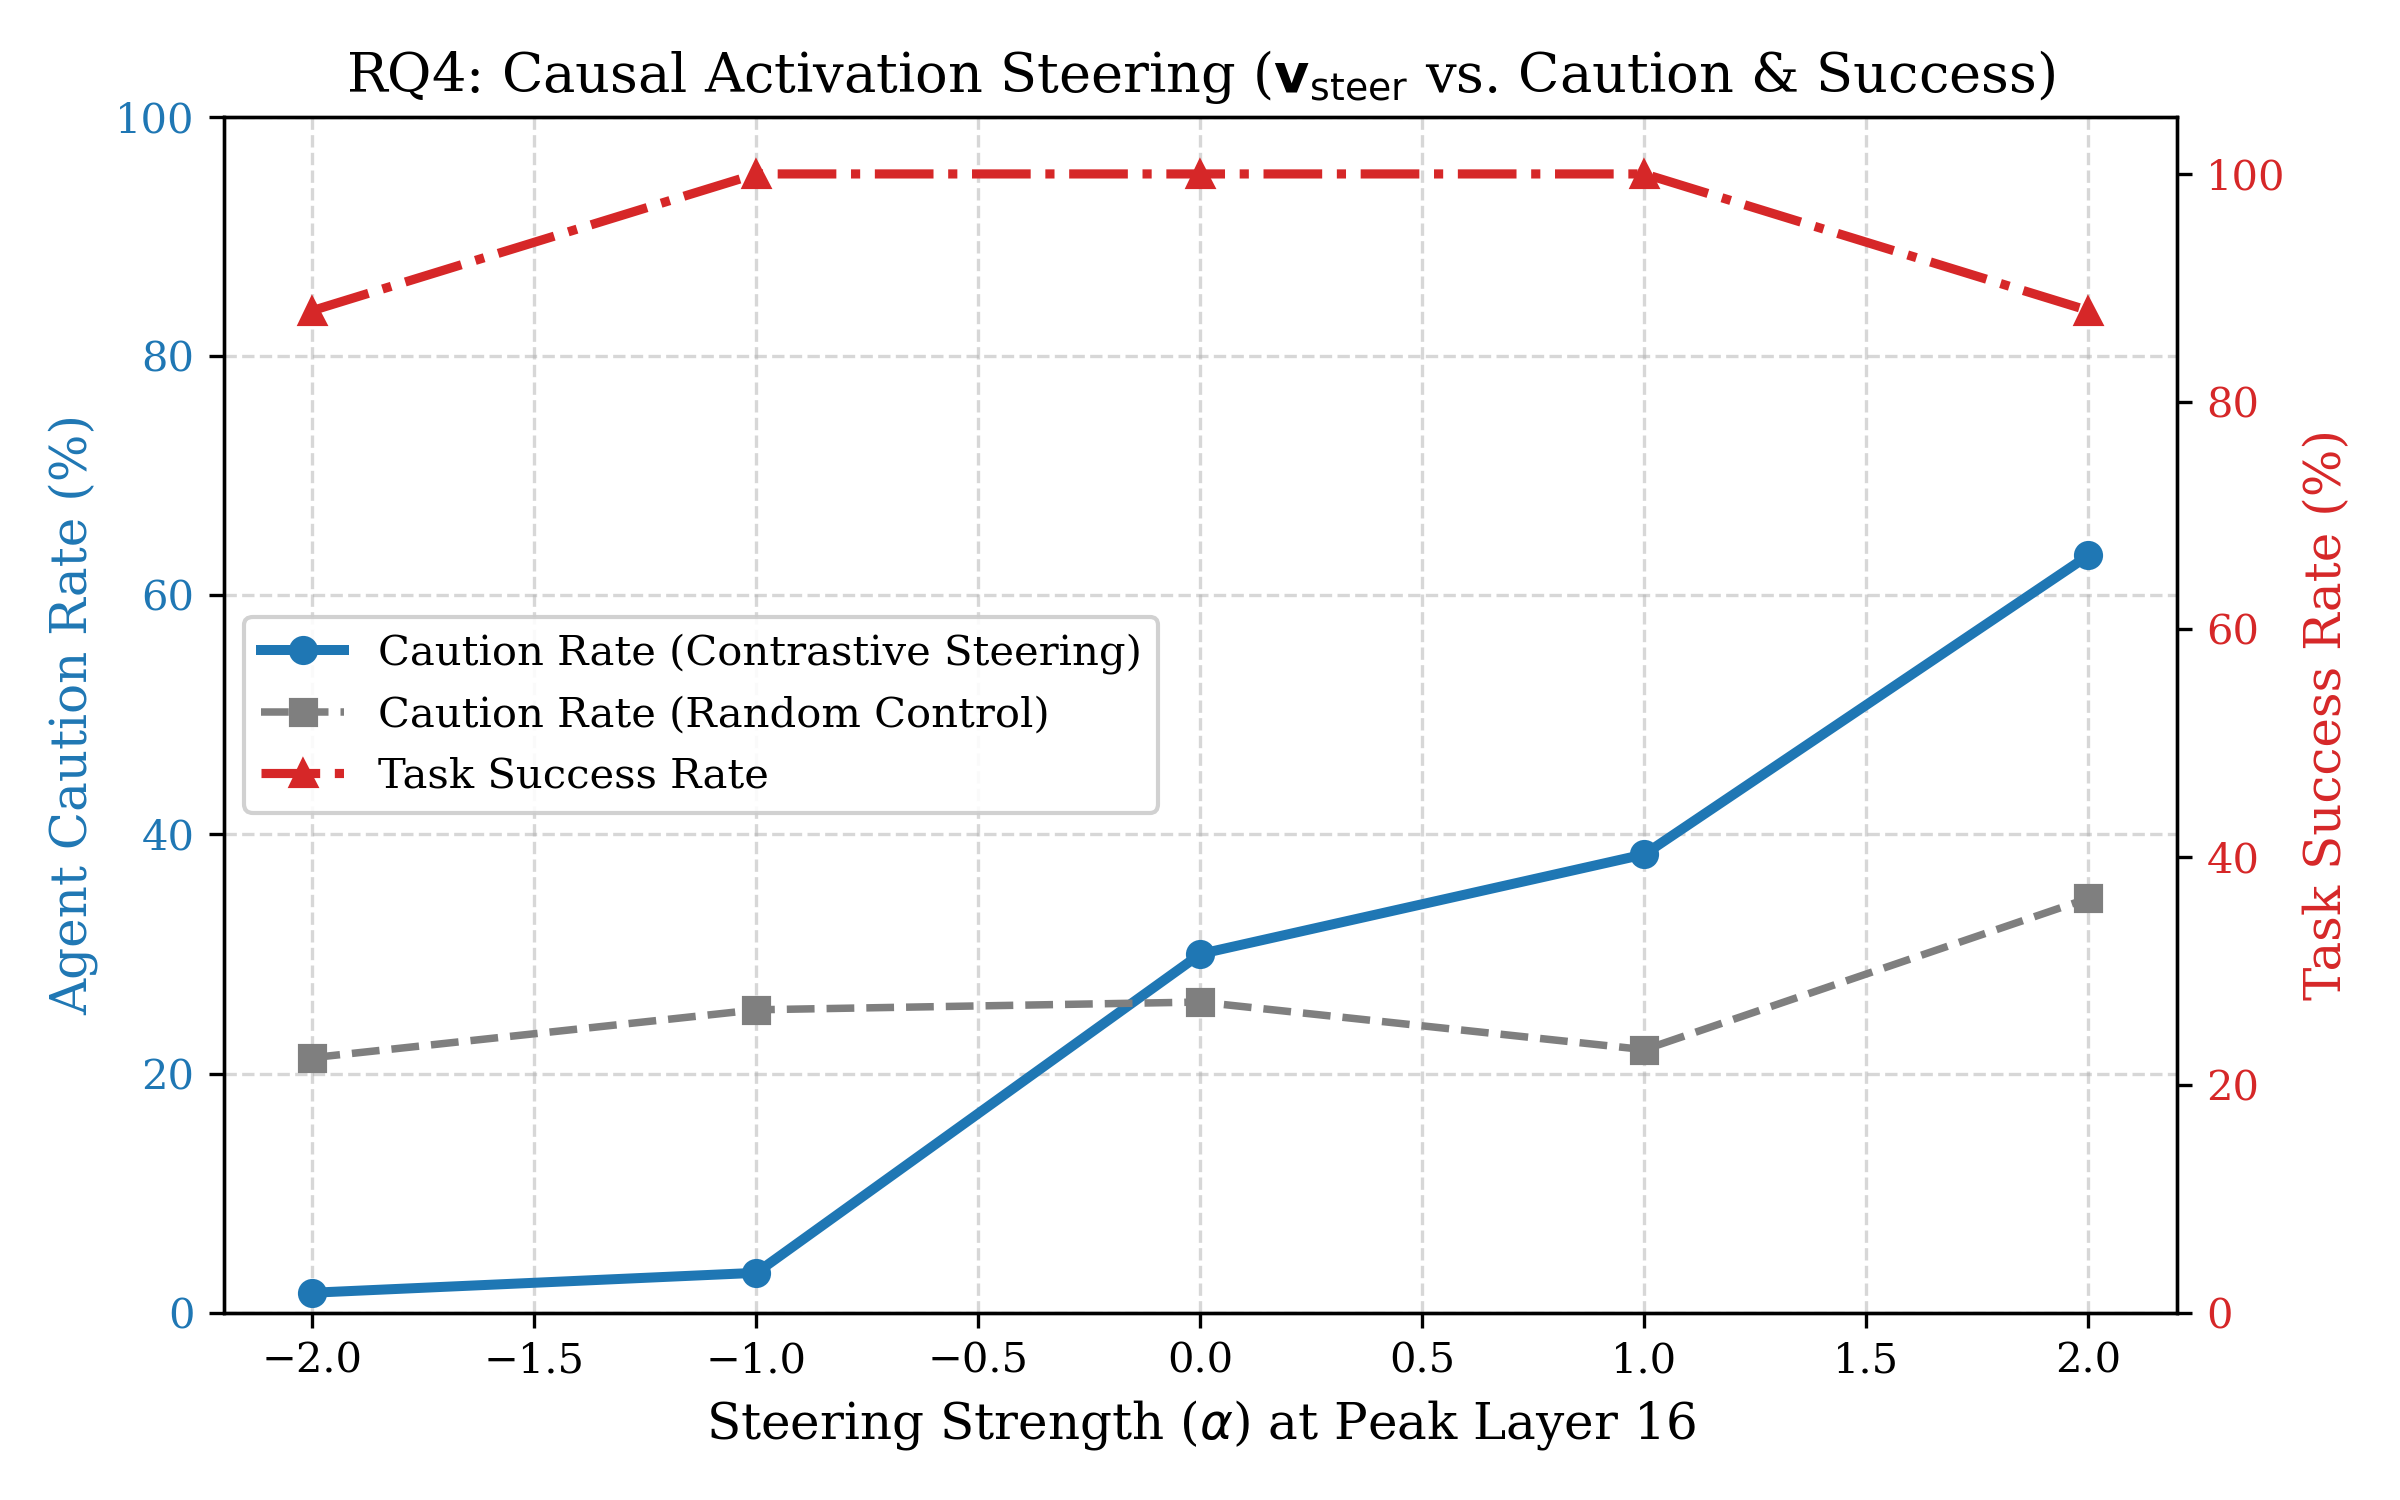 RQ4: Causal Activation Steering (v_steer vs. Caution & Success)
100
80
60
40
20
0
Agent Caution Rate (%)
Caution Rate (Contrastive Steering)
Caution Rate (Random Control)
Task Success Rate
100
80
60
40
20
0
Task Success Rate (%)
−2.0 −1.5 −1.0 −0.5 0.0 0.5 1.0 1.5 2.0
Steering Strength (α) at Peak Layer 16